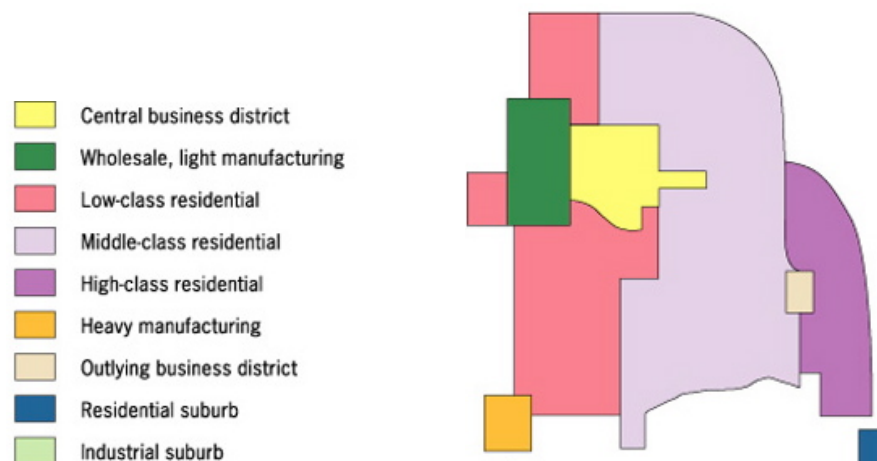 Central business district
Wholesale, light manufacturing
Low-class residential
Middle-class residential
High-class residential
Heavy manufacturing
Outlying business district
Residential suburb
Industrial suburb